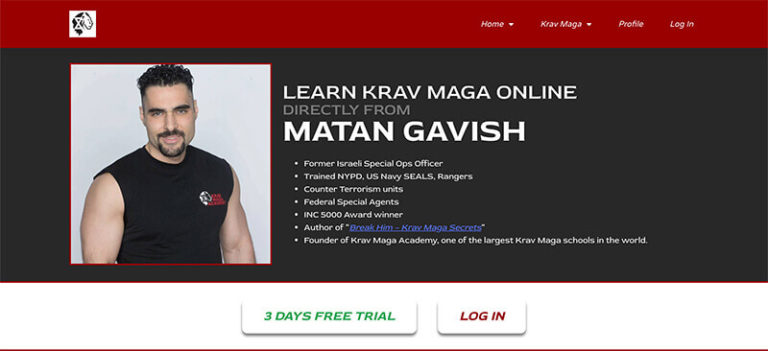 Home Krav Maga Profile Log In
LEARN KRAV MAGA ONLINE
DIRECTLY FROM
MATAN GAVISH
Former Israeli Special Ops Officer
Trained NYPD, US Navy SEALS, Rangers
Counter Terrorism units
Federal Special Agents
INC 5000 Award winner
Author of "Break Him – Krav Maga Secrets"
Founder of Krav Maga Academy, one of the largest Krav Maga schools in the world.
3 DAYS FREE TRIAL LOG IN